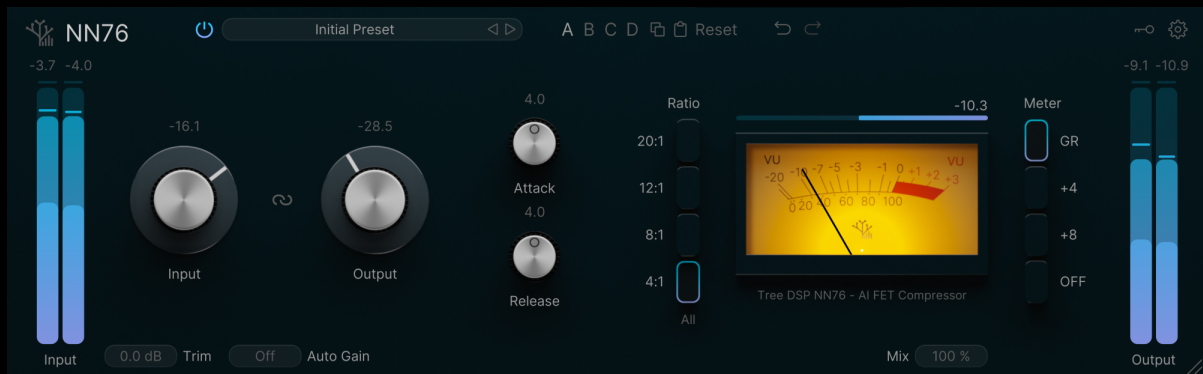 NN76
Initial Preset
A B C D Reset
-3.7 -4.0
-9.1 -10.9
-16.1
-28.5
Input
Output
4.0
Attack
4.0
Release
Ratio
20:1
12:1
8:1
4:1
All
-10.3
VU VU
-20 -10 -7 -5 -3 -1 0 +1 +2 +3
0 20 40 60 80 100
Tree DSP NN76 - AI FET Compressor
Meter
GR
+4
+8
OFF
Input
0.0 dB Trim
Off Auto Gain
Mix 100 %
Output